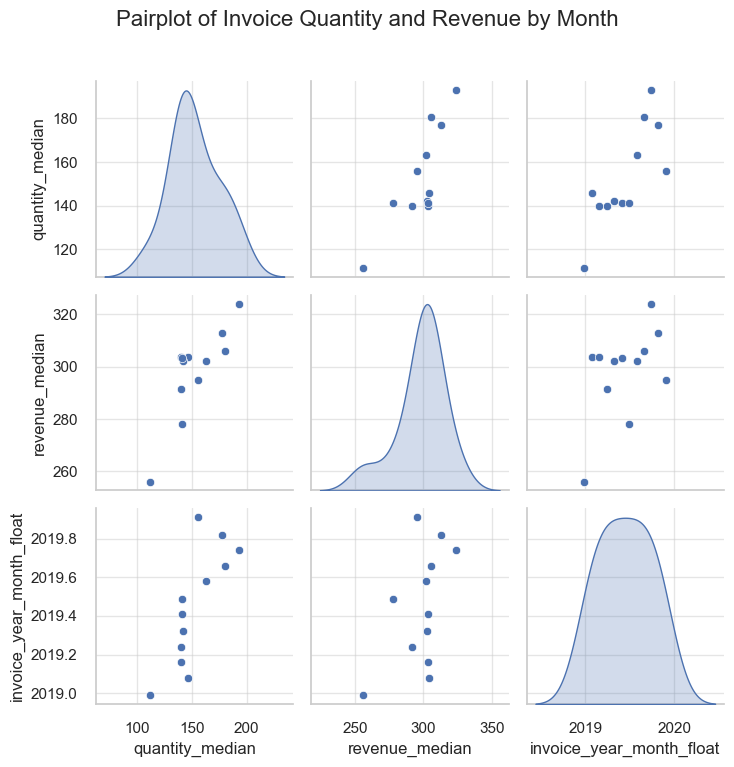 Pairplot of Invoice Quantity and Revenue by Month
quantity_median
180
160
140
120
revenue_median
320
300
280
260
invoice_year_month_float
2019.8
2019.6
2019.4
2019.2
2019.0
100 150 200
250 300 350
2019 2020
quantity_median
revenue_median
invoice_year_month_float